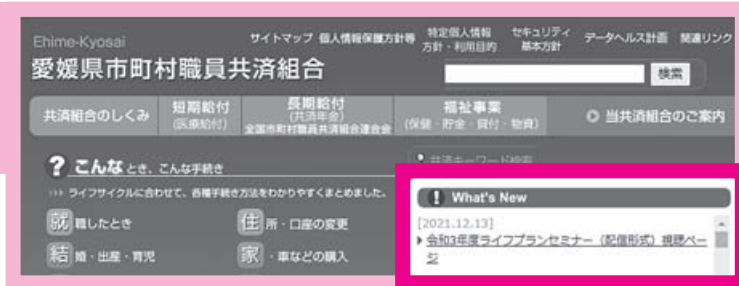 Ehime-Kyosai
サイトマップ 個人情報保護方針等 特定個人情報方針・利用目的 セキュリティ基本方針 データヘルス計画 関連リンク
愛媛県市町村職員共済組合
検索
共済組合のしくみ
短期給付
(医療給付)
長期給付
(共済年金)
全国市町村職員共済組合連合会
福祉事業
(保健・貯金・貸付・物資)
当共済組合のご案内
? こんな とき、こんな手続き
共済キーワード検索
ライフサイクルに合わせて、各種手続き方法をわかりやすくまとめました。
就 職したとき
住 所・口座の変更
結 婚・出産・育児
家 ・車などの購入
! What's New
[2021.12.13]
令和3年度ライフプランセミナー（配信形式）視聴ペー
ジ